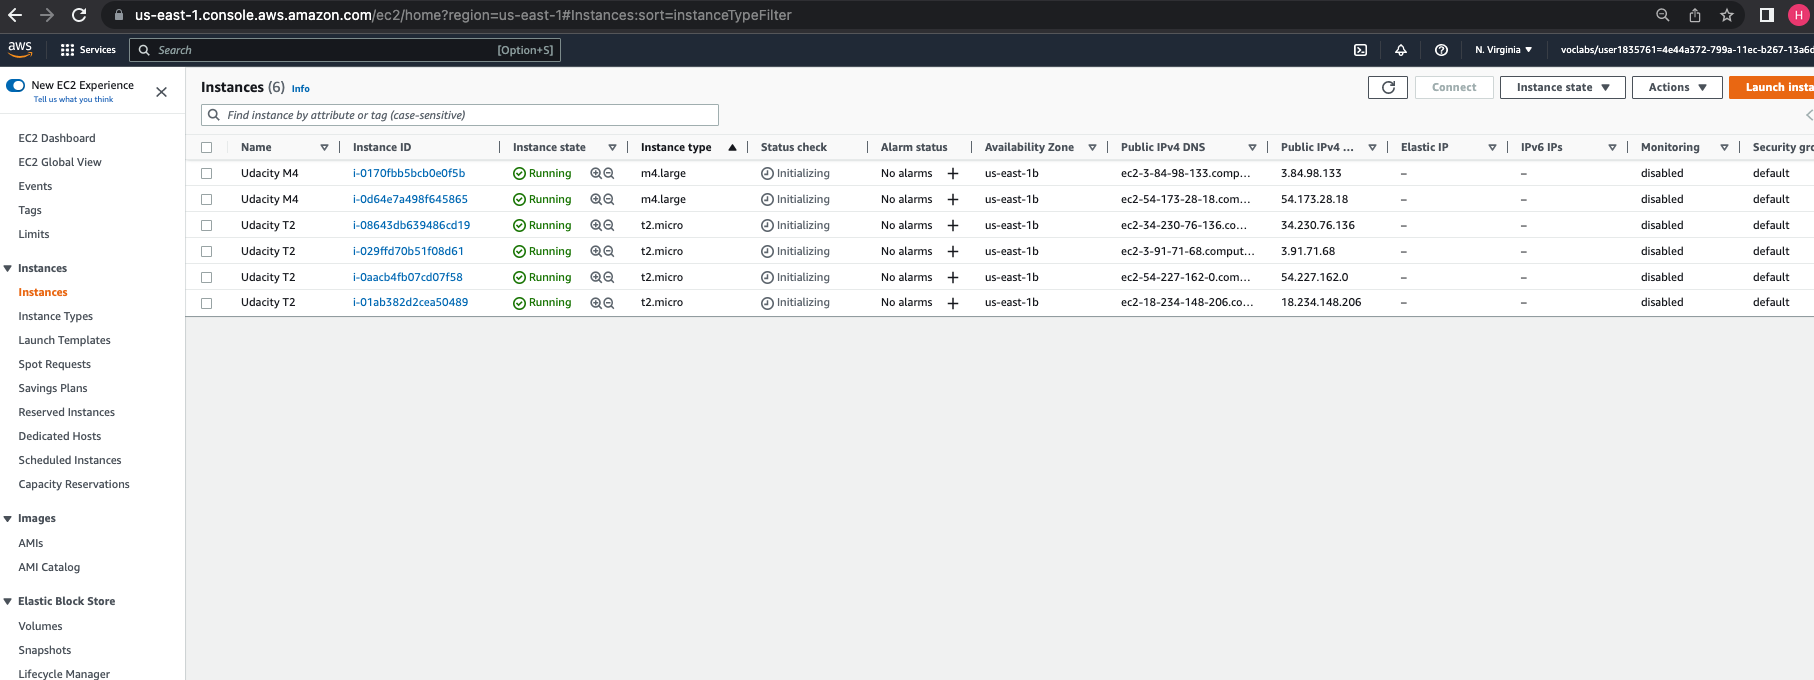 us-east-1.console.aws.amazon.com/ec2/home?region=us-east-1#Instances:sort=instanceTypeFilter
H
aws Services Search [Option+S] N. Virginia voclabs/user1835761=4e44a372-799a-11ec-b267-13a6d
New EC2 Experience
Tell us what you think
EC2 Dashboard
EC2 Global View
Events
Tags
Limits
Instances
Instances
Instance Types
Launch Templates
Spot Requests
Savings Plans
Reserved Instances
Dedicated Hosts
Scheduled Instances
Capacity Reservations
Images
AMIs
AMI Catalog
Elastic Block Store
Volumes
Snapshots
Lifecycle Manager
Instances (6) Info
Connect Instance state Actions Launch insta
Find instance by attribute or tag (case-sensitive)
Name Instance ID Instance state Instance type Status check Alarm status Availability Zone Public IPv4 DNS Public IPv4 ... Elastic IP IPv6 IPs Monitoring Security gro
Udacity M4 i-0170fbb5bcb0e0f5b Running m4.large Initializing No alarms + us-east-1b ec2-3-84-98-133.comp... 3.84.98.133 – – disabled default
Udacity M4 i-0d64e7a498f645865 Running m4.large Initializing No alarms + us-east-1b ec2-54-173-28-18.com... 54.173.28.18 – – disabled default
Udacity T2 i-08643db639486cd19 Running t2.micro Initializing No alarms + us-east-1b ec2-34-230-76-136.co... 34.230.76.136 – – disabled default
Udacity T2 i-029ffd70b51f08d61 Running t2.micro Initializing No alarms + us-east-1b ec2-3-91-71-68.comput... 3.91.71.68 – – disabled default
Udacity T2 i-0aacb4fb07cd07f58 Running t2.micro Initializing No alarms + us-east-1b ec2-54-227-162-0.com... 54.227.162.0 – – disabled default
Udacity T2 i-01ab382d2cea50489 Running t2.micro Initializing No alarms + us-east-1b ec2-18-234-148-206.co... 18.234.148.206 – – disabled default